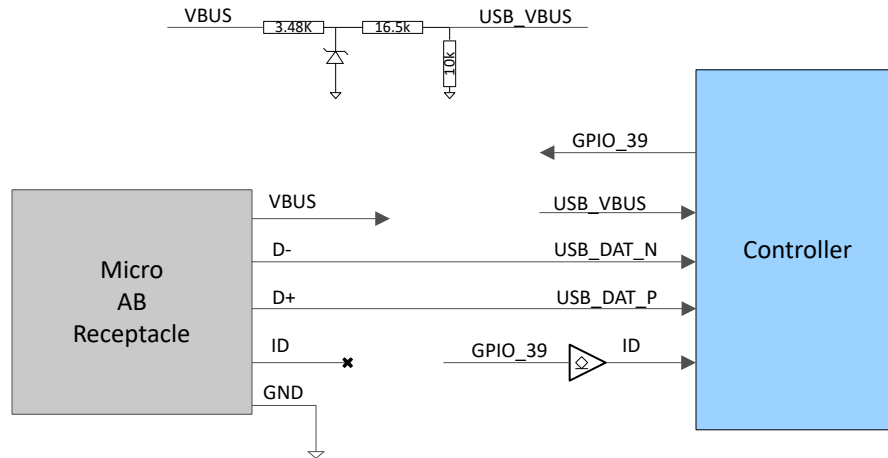 VBUS
3.48K
16.5k
USB_VBUS
10k
GPIO_39
VBUS
USB_VBUS
D-
USB_DAT_N
Controller
Micro
AB
Receptacle
D+
USB_DAT_P
ID
GPIO_39
ID
GND